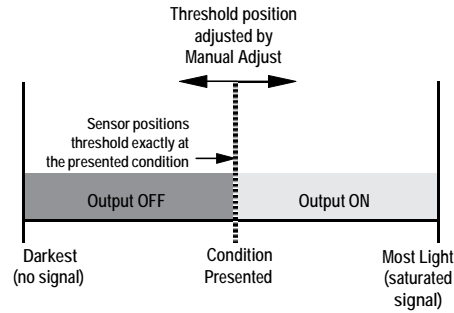 Threshold position
adjusted by
Manual Adjust
Sensor positions
threshold exactly at
the presented condition
Output OFF
Output ON
Darkest
(no signal)
Condition
Presented
Most Light
(saturated
signal)